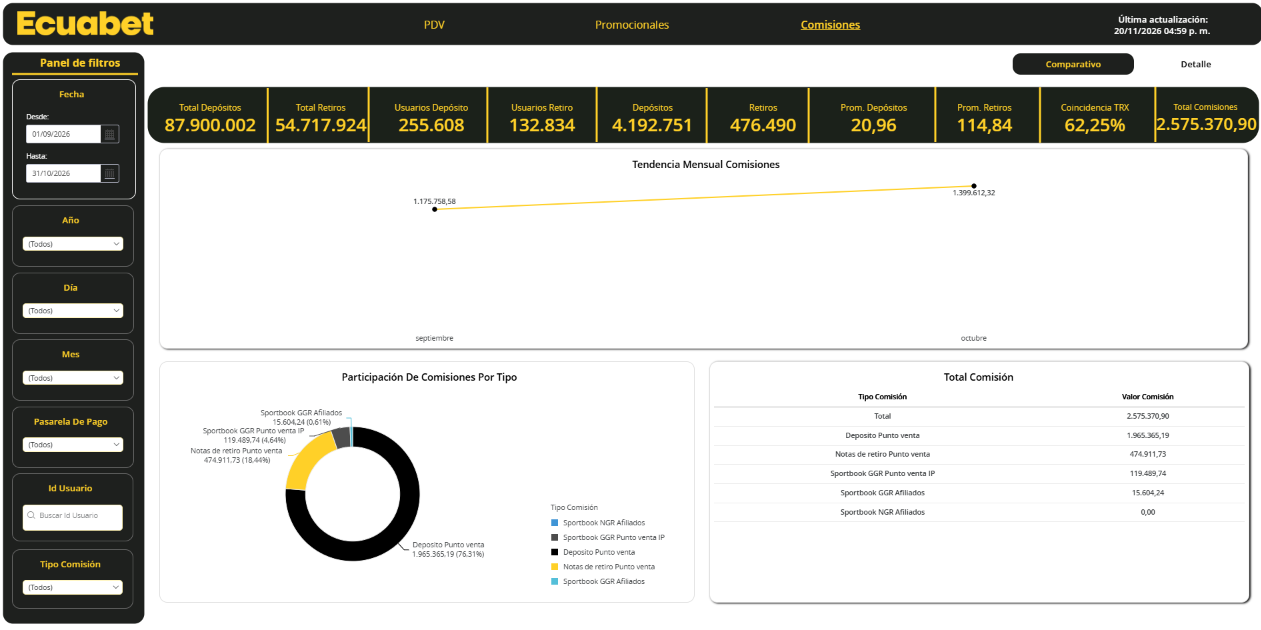 Ecuabet
PDV
Promocionales
Comisiones
Última actualización:
20/11/2026 04:59 p. m.
Panel de filtros
Fecha
Desde:
01/09/2026
Hasta:
31/10/2026
Año
(Todos)
Día
(Todos)
Mes
(Todos)
Pasarela De Pago
(Todos)
Id Usuario
Buscar Id Usuario
Tipo Comisión
(Todos)
Comparativo
Detalle
Total Depósitos
87.900.002
Total Retiros
54.717.924
Usuarios Depósito
255.608
Usuarios Retiro
132.834
Depósitos
4.192.751
Retiros
476.490
Prom. Depósitos
20,96
Prom. Retiros
114,84
Coincidencia TRX
62,25%
Total Comisiones
2.575.370,90
Tendencia Mensual Comisiones
1.175.758,58
1.399.612,32
septiembre
octubre
Participación De Comisiones Por Tipo
Sportbook GGR Afiliados
15.604,24 (0.61%)
Sportbook GGR Punto venta IP
119.489,74 (4.64%)
Notas de retiro Punto venta
474.911,73 (18.44%)
Deposito Punto venta
1.965.365,19 (76.31%)
Tipo Comisión
Sportbook NGR Afiliados
Sportbook GGR Punto venta IP
Deposito Punto venta
Notas de retiro Punto venta
Sportbook GGR Afiliados
Total Comisión
Tipo Comisión Valor Comisión
Total 2.575.370,90
Deposito Punto venta 1.965.365,19
Notas de retiro Punto venta 474.911,73
Sportbook GGR Punto venta IP 119.489,74
Sportbook GGR Afiliados 15.604,24
Sportbook NGR Afiliados 0,00